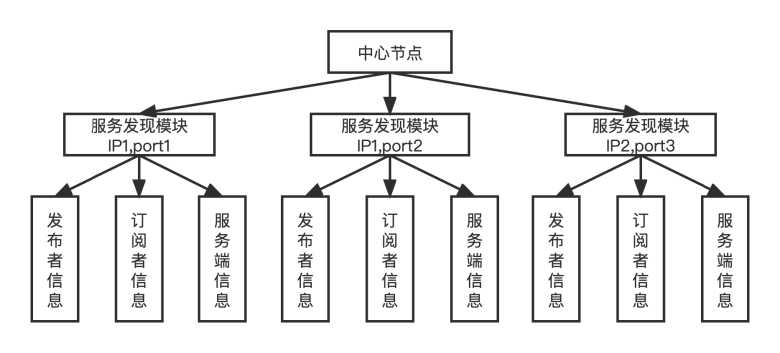 中心节点
服务发现模块
IP1,port1
服务发现模块
IP1,port2
服务发现模块
IP2,port3
发布者信息
订阅者信息
服务端信息
发布者信息
订阅者信息
服务端信息
发布者信息
订阅者信息
服务端信息